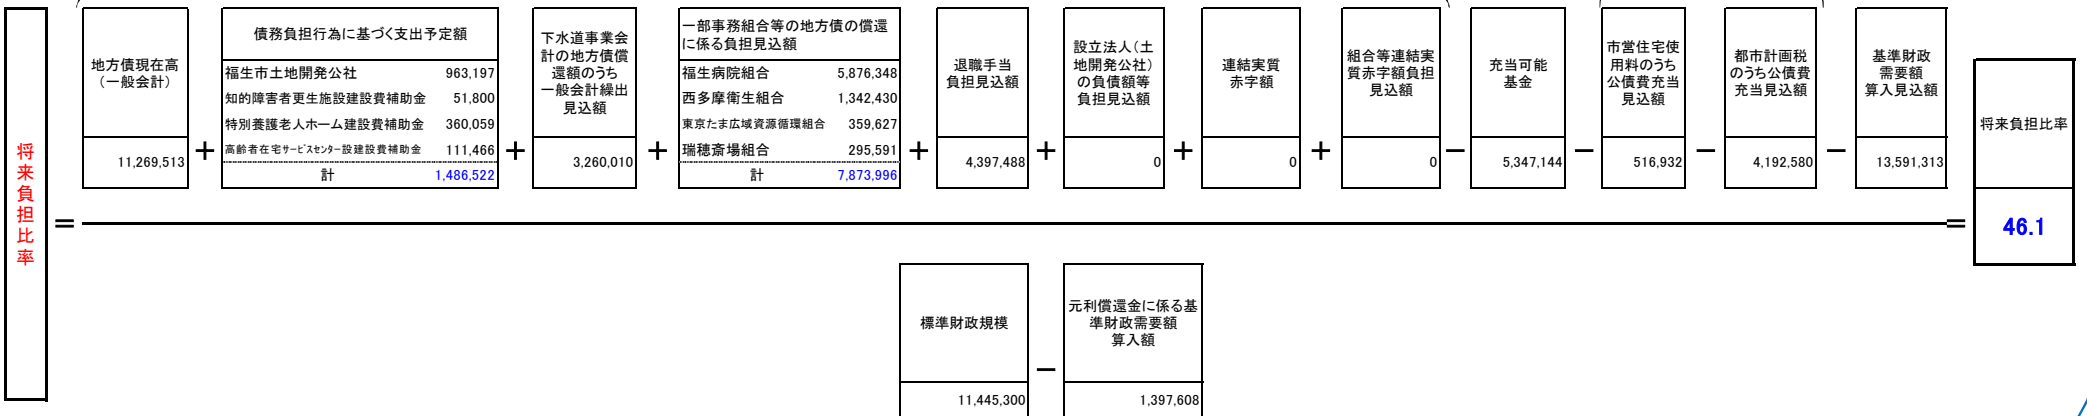 将
来
負
担
比
率
＝
地方債現在高
（一般会計）
11,269,513
＋
債務負担行為に基づく支出予定額
福生市土地開発公社 963,197
知的障害者更生施設建設費補助金 51,800
特別養護老人ホーム建設費補助金 360,059
高齢者在宅サービスセンター設建設費補助金 111,466
計 1,486,522
＋
下水道事業会
計の地方債償
還額のうち
一般会計繰出
見込額
3,260,010
＋
一部事務組合等の地方債の償還
に係る負担見込額
福生病院組合 5,876,348
西多摩衛生組合 1,342,430
東京たま広域資源循環組合 359,627
瑞穂斎場組合 295,591
計 7,873,996
＋
退職手当
負担見込額
4,397,488
＋
設立法人（土
地開発公社）
の負債額等
負担見込額
0
＋
連結実質
赤字額
0
＋
組合等連結実
質赤字額負担
見込額
0
－
充当可能
基金
5,347,144
－
市営住宅使
用料のうち
公債費充当
見込額
516,932
－
都市計画税
のうち公債費
充当見込額
4,192,580
－
基準財政
需要額
算入見込額
13,591,313
標準財政規模
11,445,300
－
元利償還金に係る基
準財政需要額
算入額
1,397,608
＝
将来負担比率
46.1